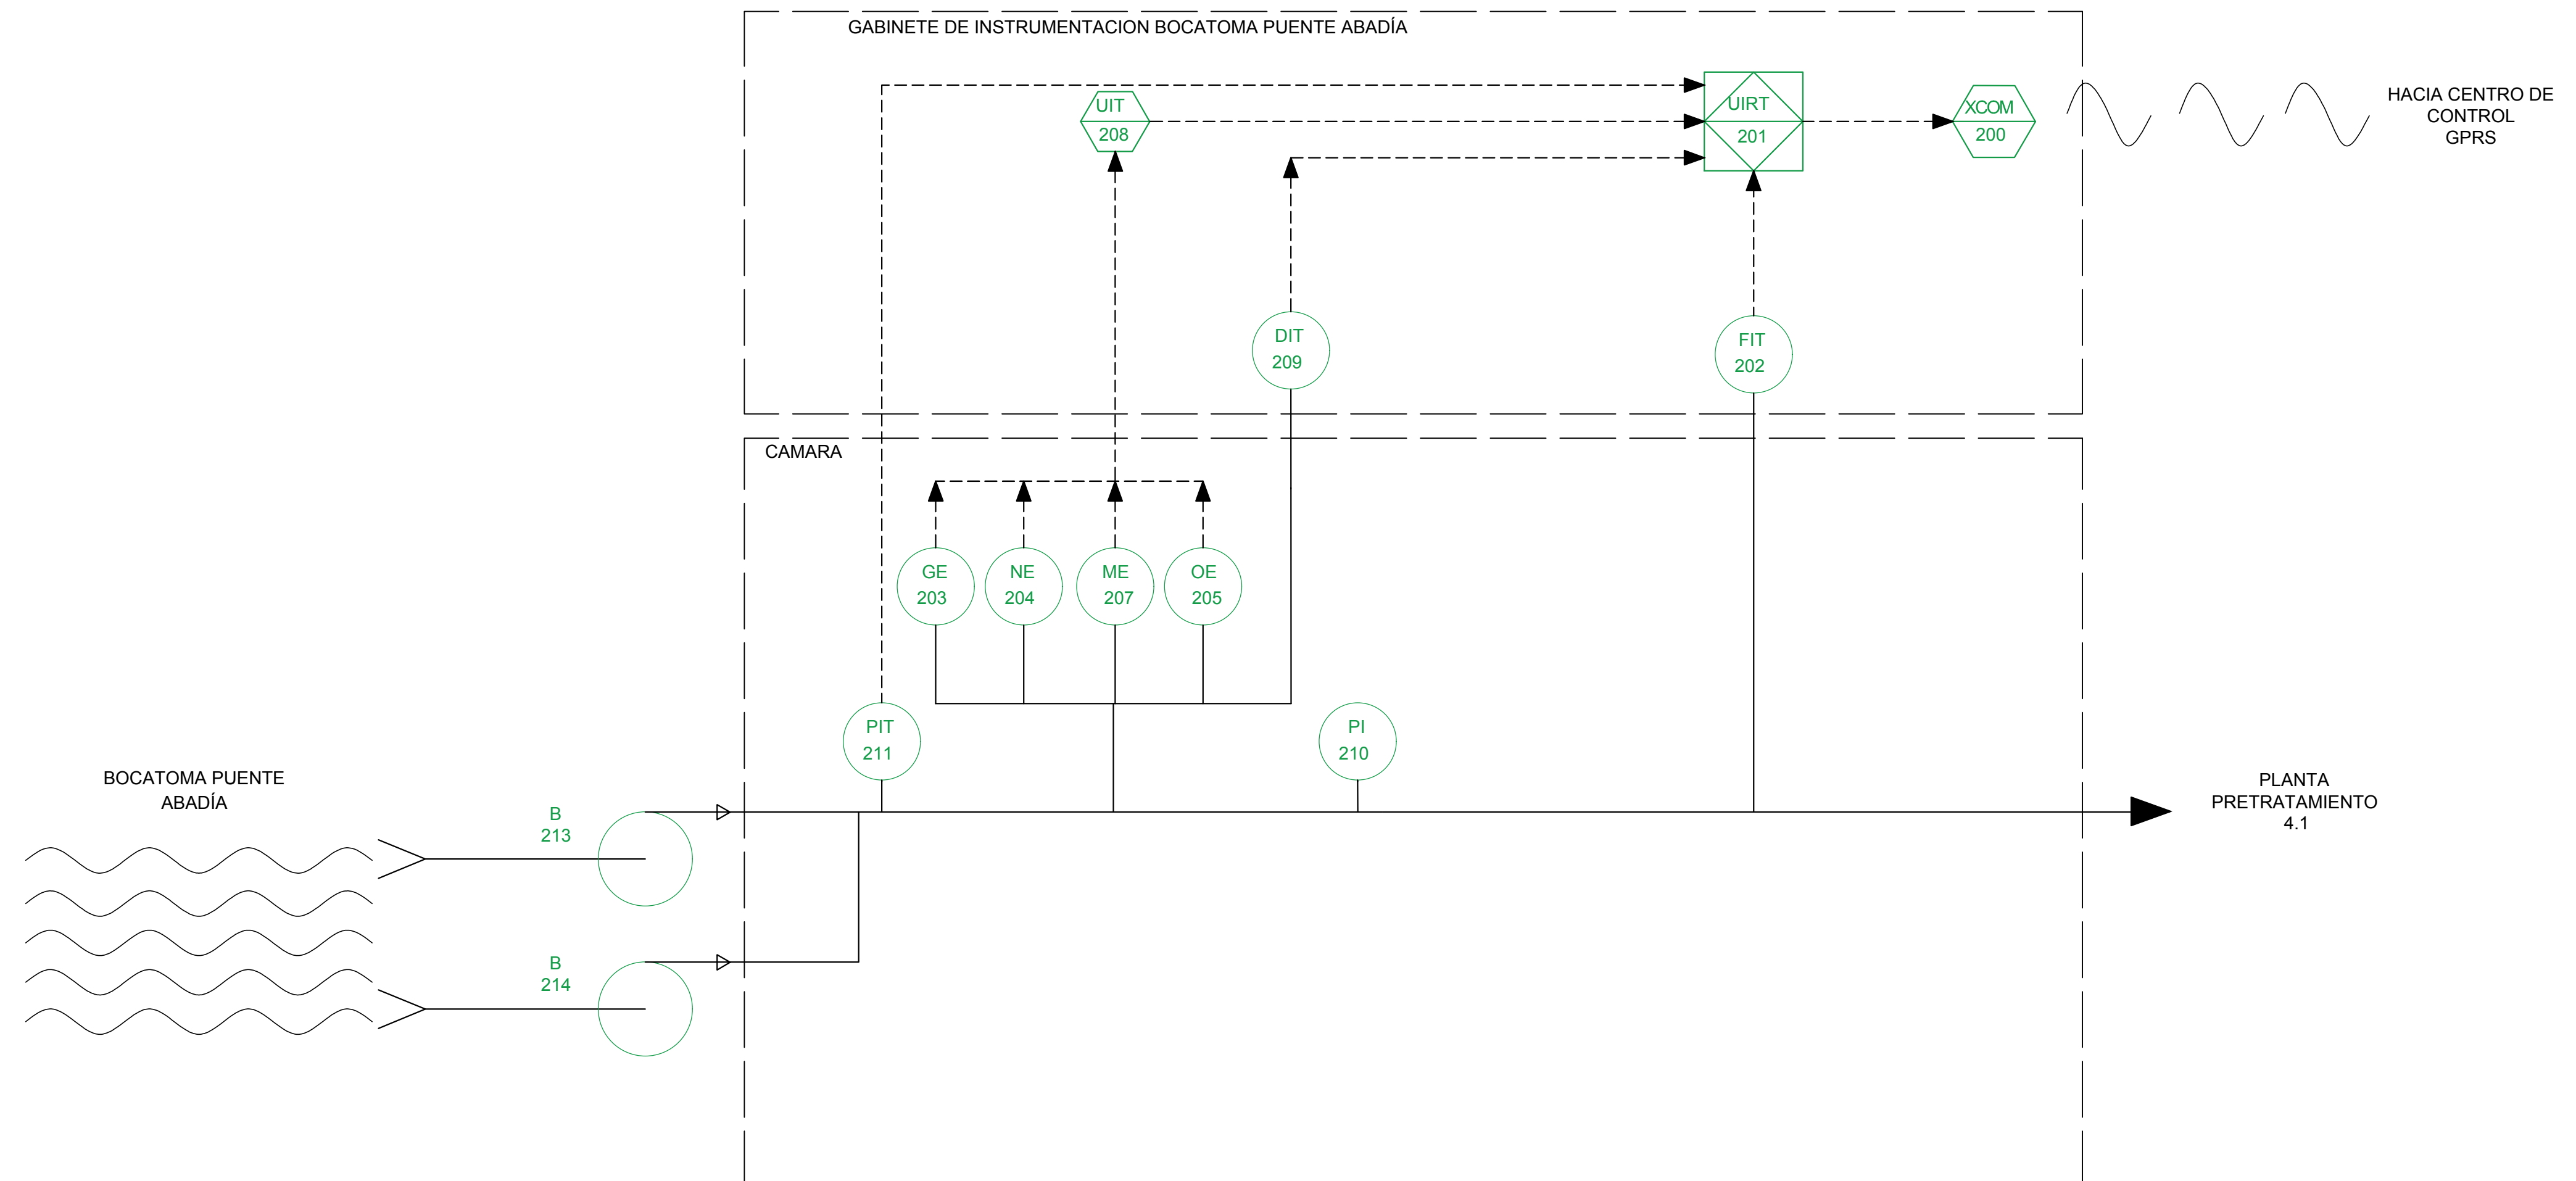 GABINETE DE INSTRUMENTACION BOCATOMA PUENTE ABADÍA
UIT
208
UIRT
201
XCOM
200
HACIA CENTRO DE
CONTROL
GPRS
DIT
209
FIT
202
CAMARA
GE
203
NE
204
ME
207
OE
205
PIT
211
PI
210
BOCATOMA PUENTE
ABADÍA
B
213
PLANTA
PRETRATAMIENTO
4.1
B
214